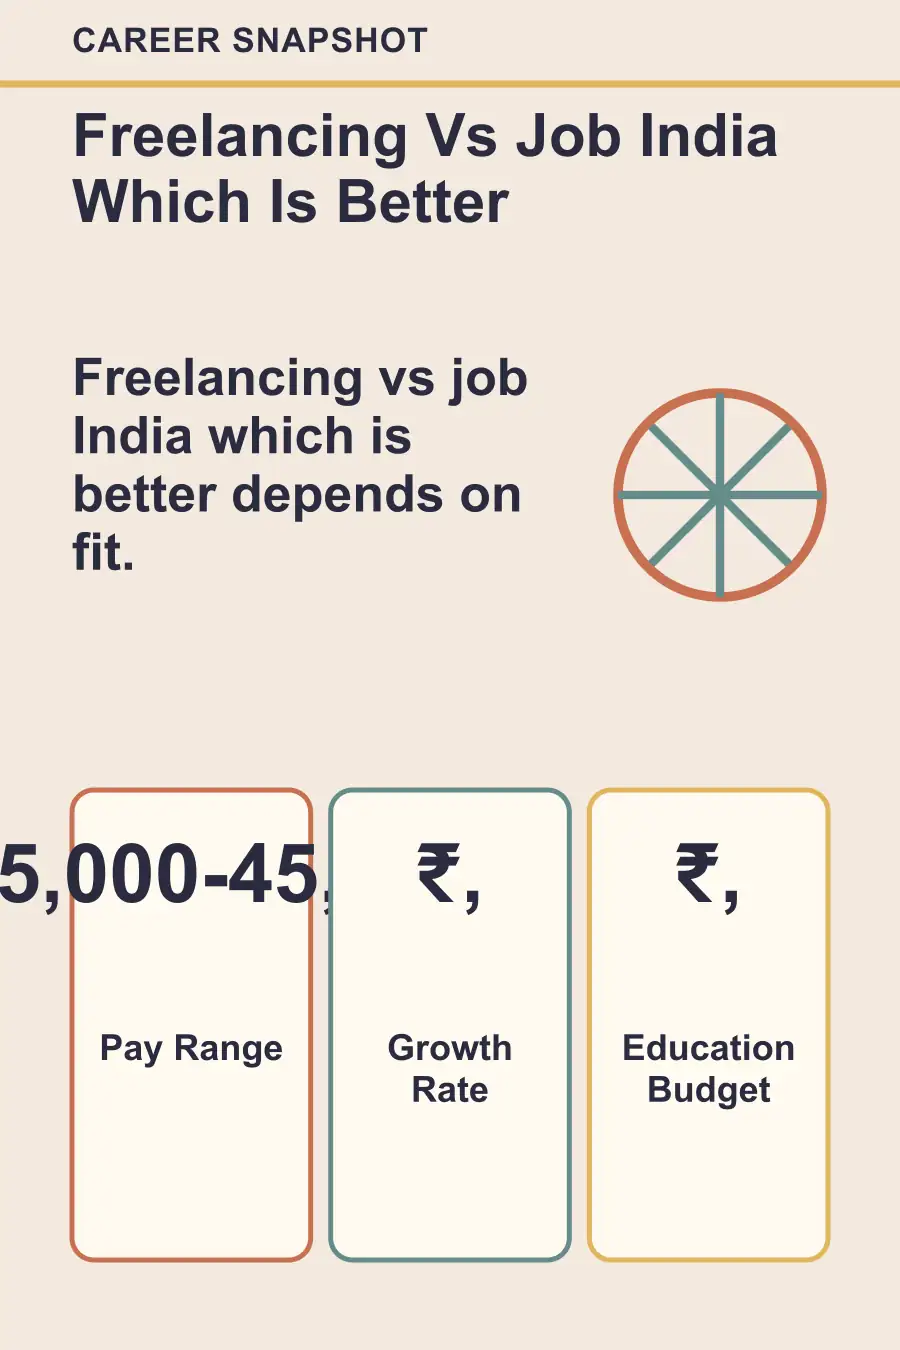 CAREER SNAPSHOT
Freelancing Vs Job India
Which Is Better
Freelancing vs job
India which is
better depends on
fit.
5,000-45,
₹,
₹,
Pay Range
Growth
Rate
Education
Budget